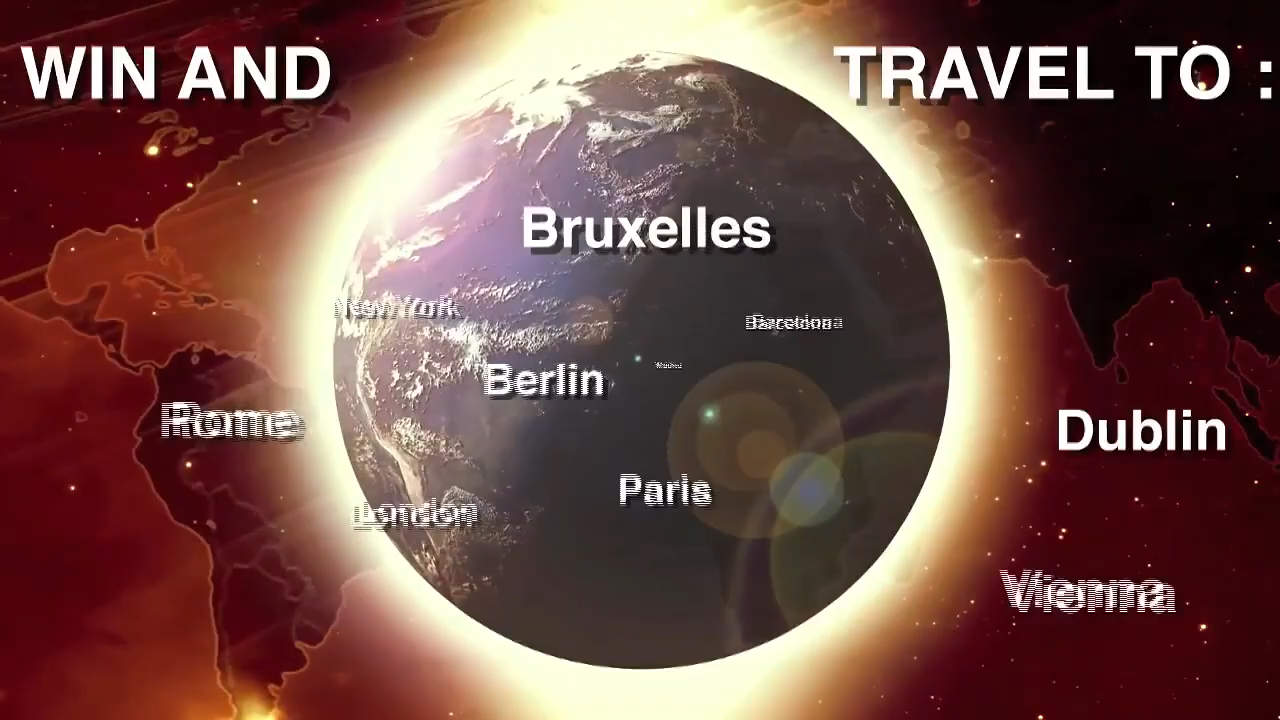 WIN AND TRAVEL TO :
Bruxelles
New York
Barcelona
Berlin
Rome
Dublin
Paris
London
Vienna